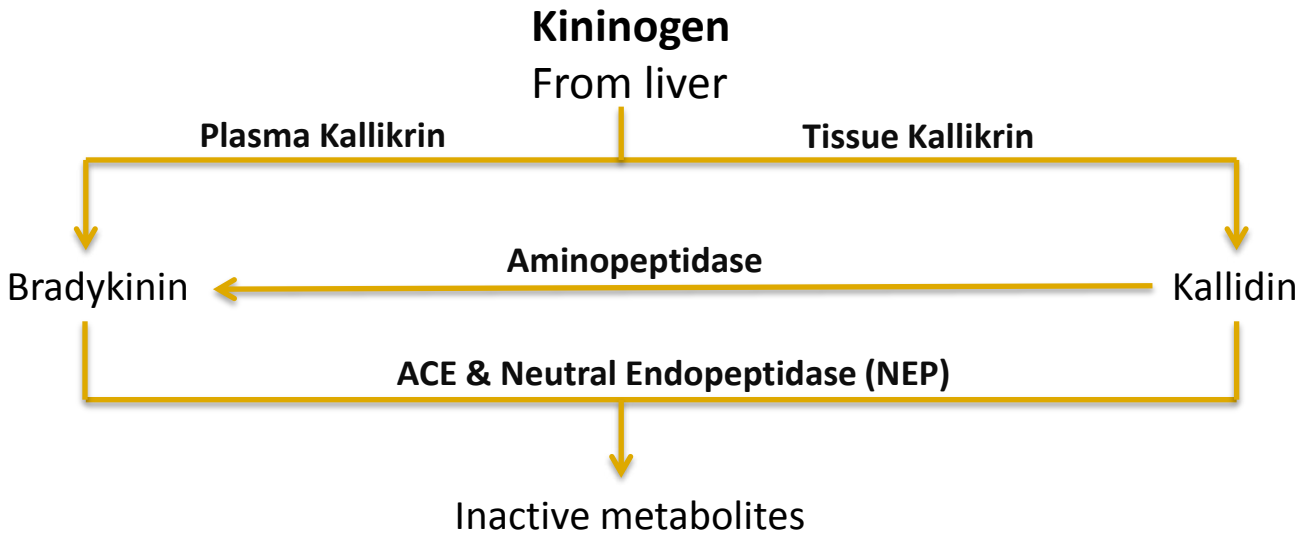 Kininogen
From liver
Plasma Kallikrin
Tissue Kallikrin
Aminopeptidase
Bradykinin
Kallidin
ACE & Neutral Endopeptidase (NEP)
Inactive metabolites